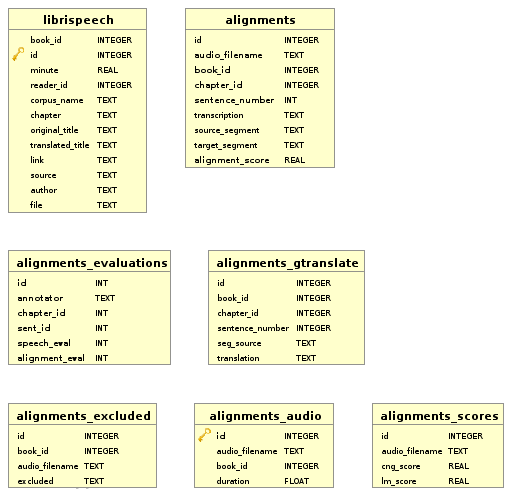 librispeech
book_id INTEGER
id INTEGER
minute REAL
reader_id INTEGER
corpus_name TEXT
chapter TEXT
original_title TEXT
translated_title TEXT
link TEXT
source TEXT
author TEXT
file TEXT
alignments
id INTEGER
audio_filename TEXT
book_id INTEGER
chapter_id INTEGER
sentence_number INT
transcription TEXT
source_segment TEXT
target_segment TEXT
alignment_score REAL
alignments_evaluations
id INT
annotator TEXT
chapter_id INT
sent_id INT
speech_eval INT
alignment_eval INT
alignments_gtranslate
id INTEGER
book_id INTEGER
chapter_id INTEGER
sentence_number INTEGER
seg_source TEXT
translation TEXT
alignments_excluded
id INTEGER
book_id INTEGER
audio_filename TEXT
excluded TEXT
alignments_audio
id INTEGER
audio_filename TEXT
book_id INTEGER
duration FLOAT
alignments_scores
id INTEGER
audio_filename TEXT
cng_score REAL
lm_score REAL